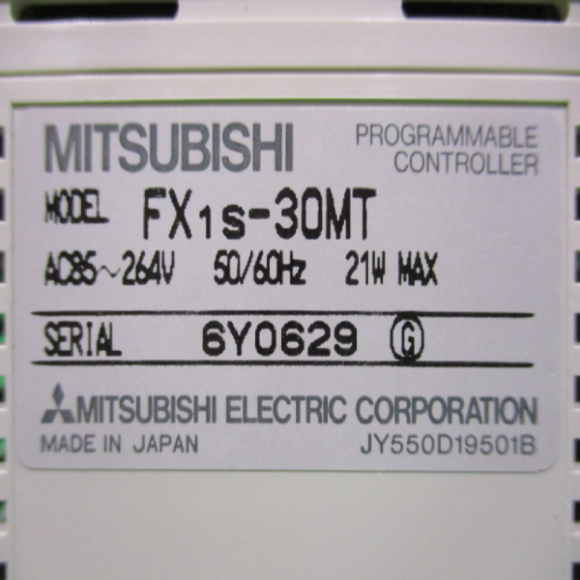 MITSUBISHI PROGRAMMABLE CONTROLLER
MODEL FX1s-30MT
AC85~264V 50/60Hz 21W MAX
SERIAL 6Y0629 G
MITSUBISHI ELECTRIC CORPORATION
MADE IN JAPAN JY550D19501B